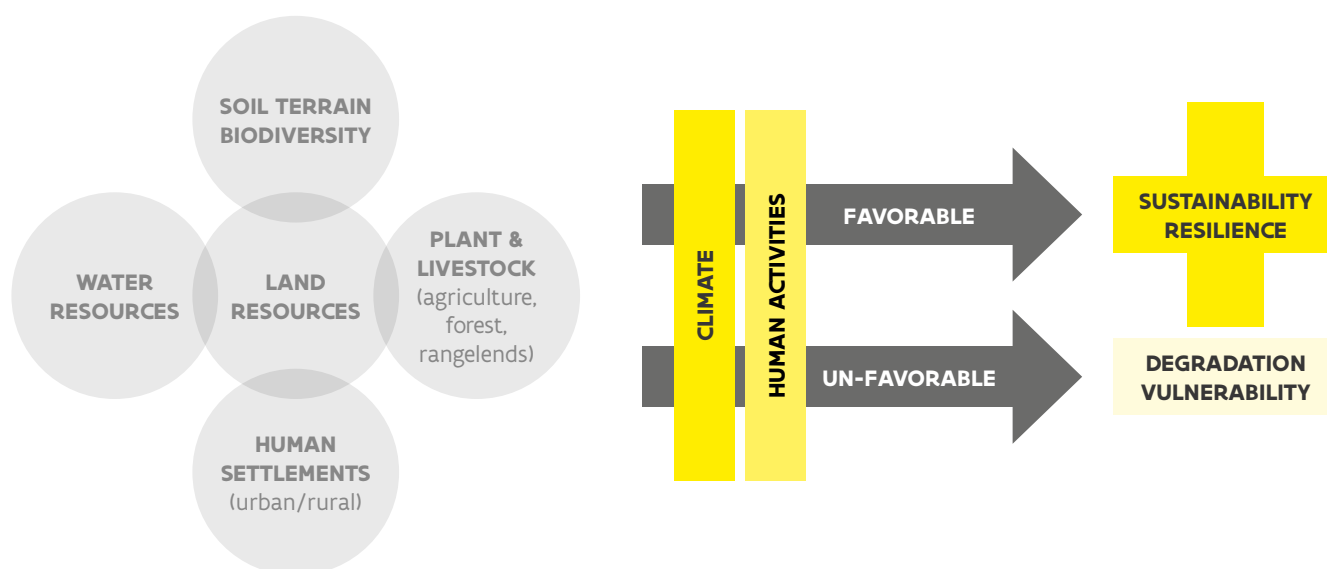 SOIL TERRAIN
BIODIVERSITY
WATER
RESOURCES
LAND
RESOURCES
PLANT &
LIVESTOCK
(agriculture,
forest,
rangelends)
HUMAN
SETTLEMENTS
(urban/rural)
CLIMATE
HUMAN ACTIVITIES
FAVORABLE
UN-FAVORABLE
SUSTAINABILITY
RESILIENCE
DEGRADATION
VULNERABILITY